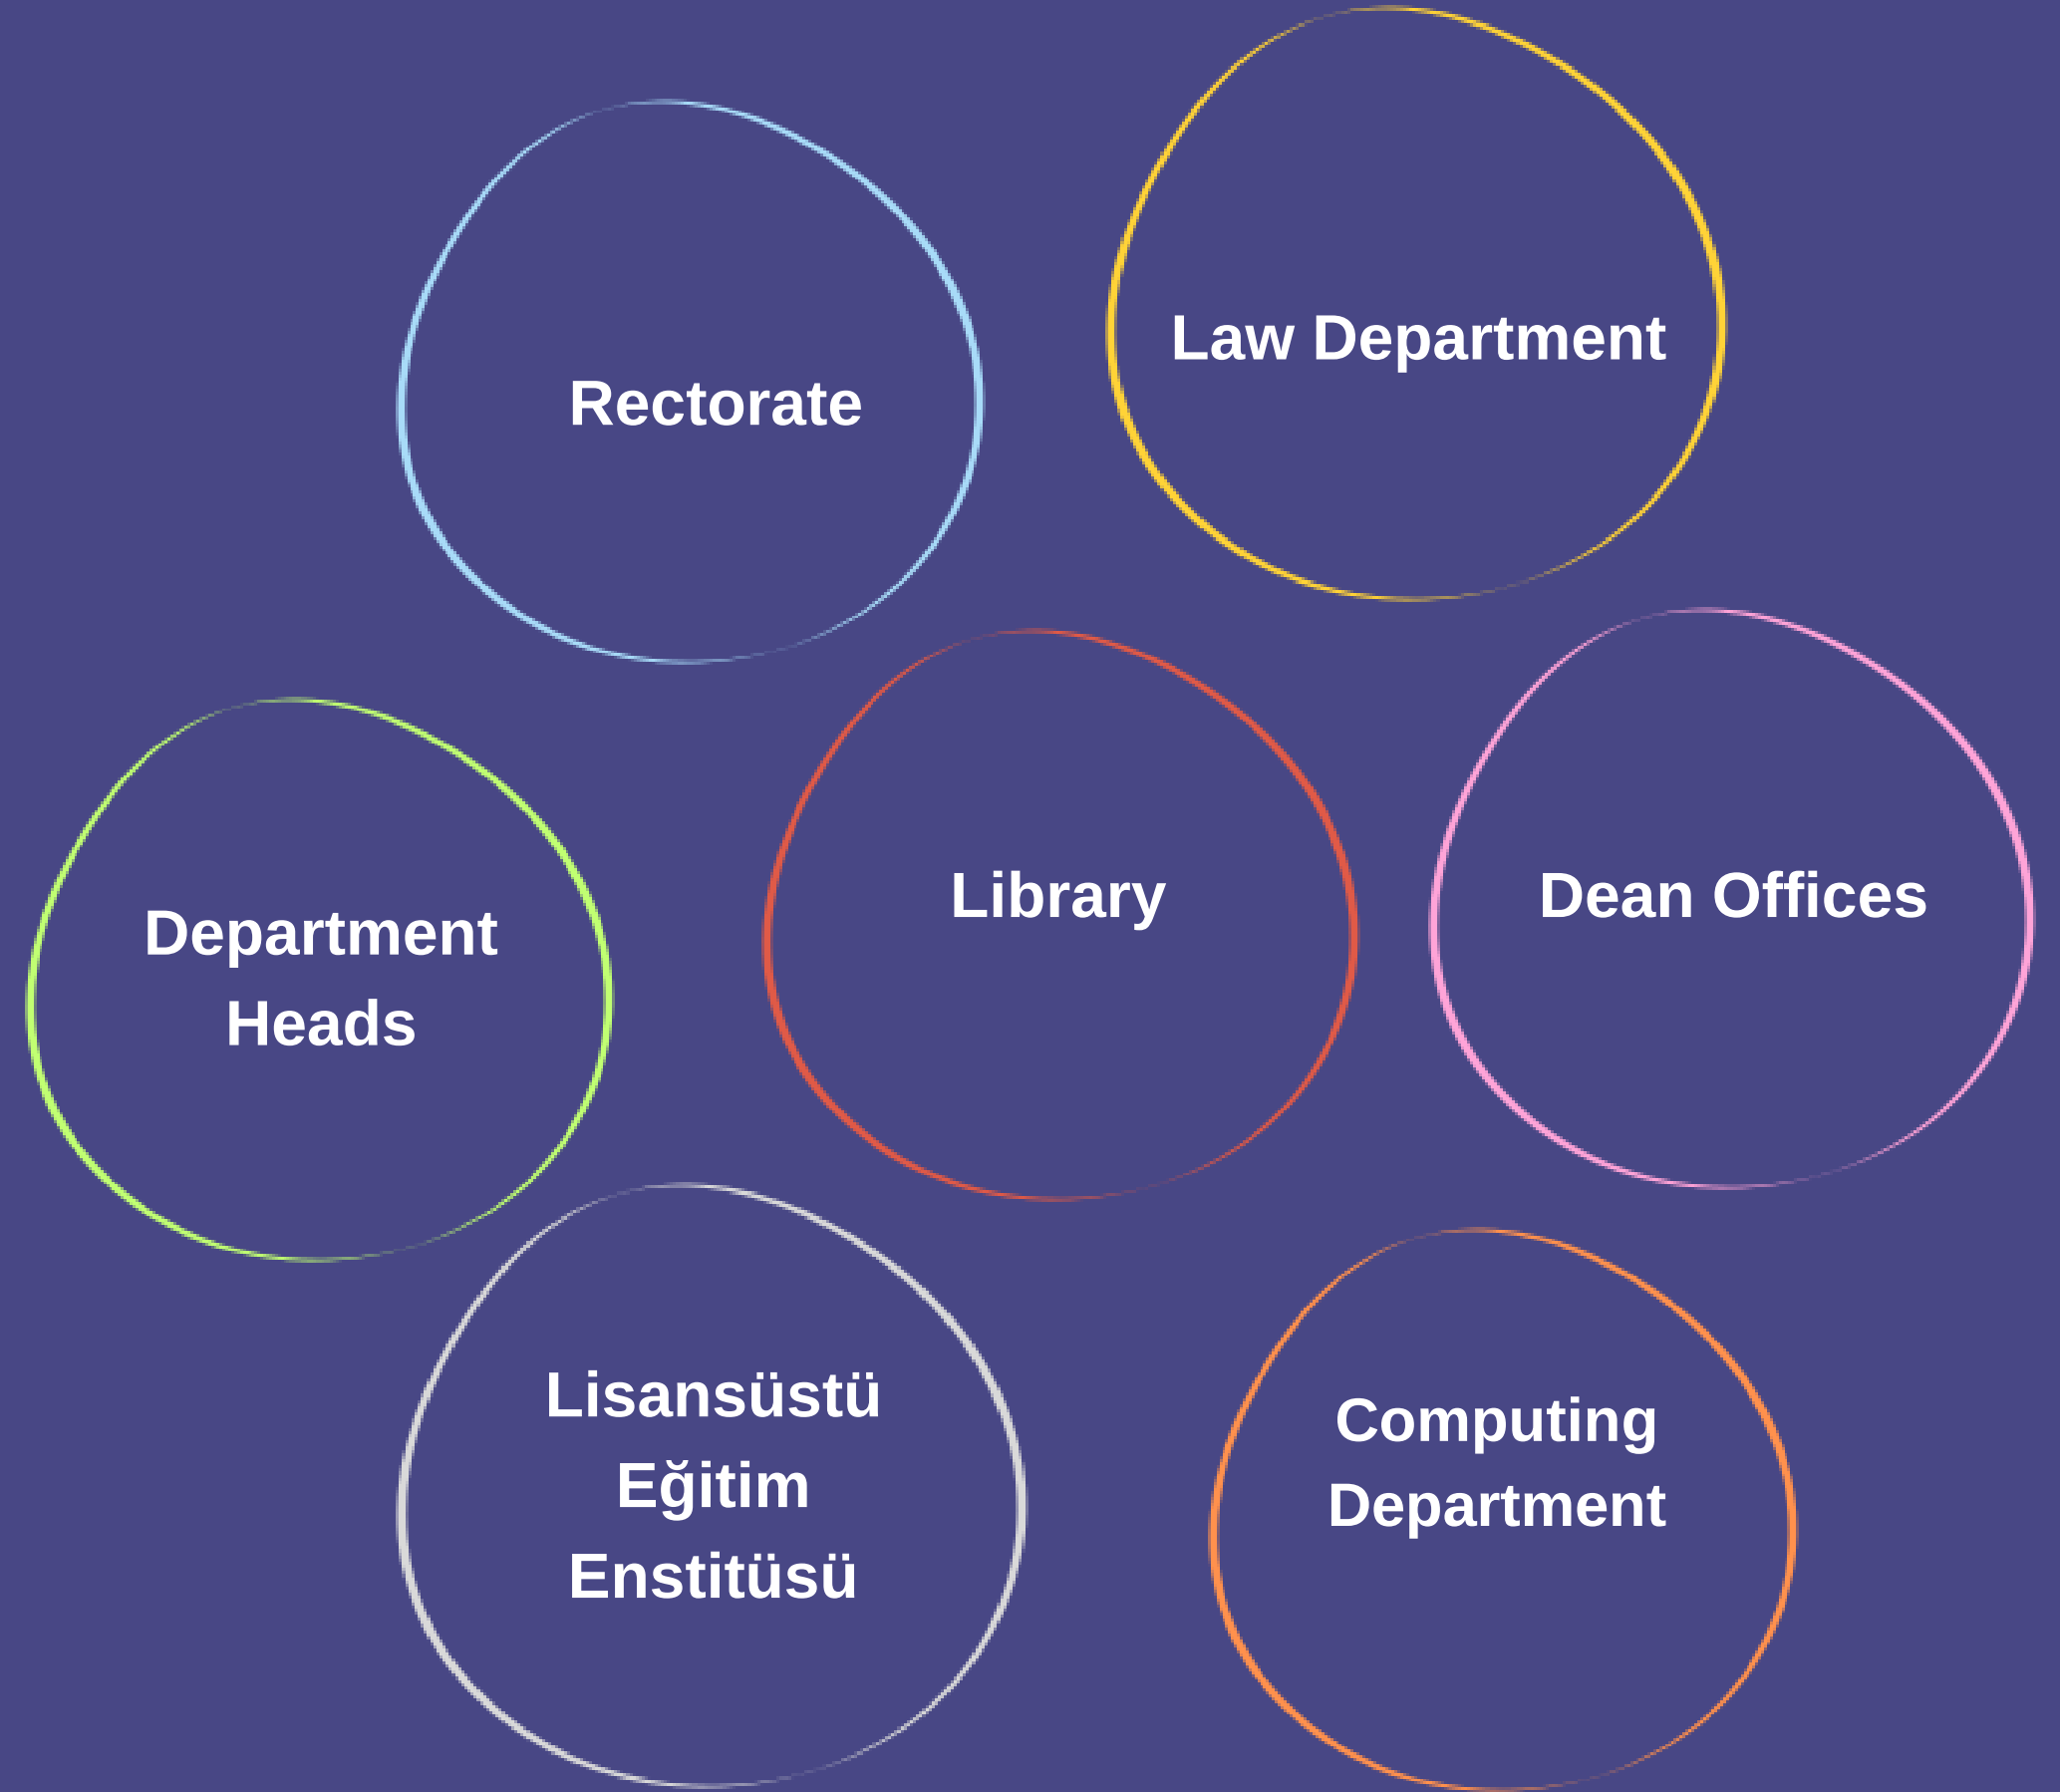 Law Department
Rectorate
Library
Dean Offices
Department
Heads
Lisansüstü
Eğitim
Enstitüsü
Computing
Department